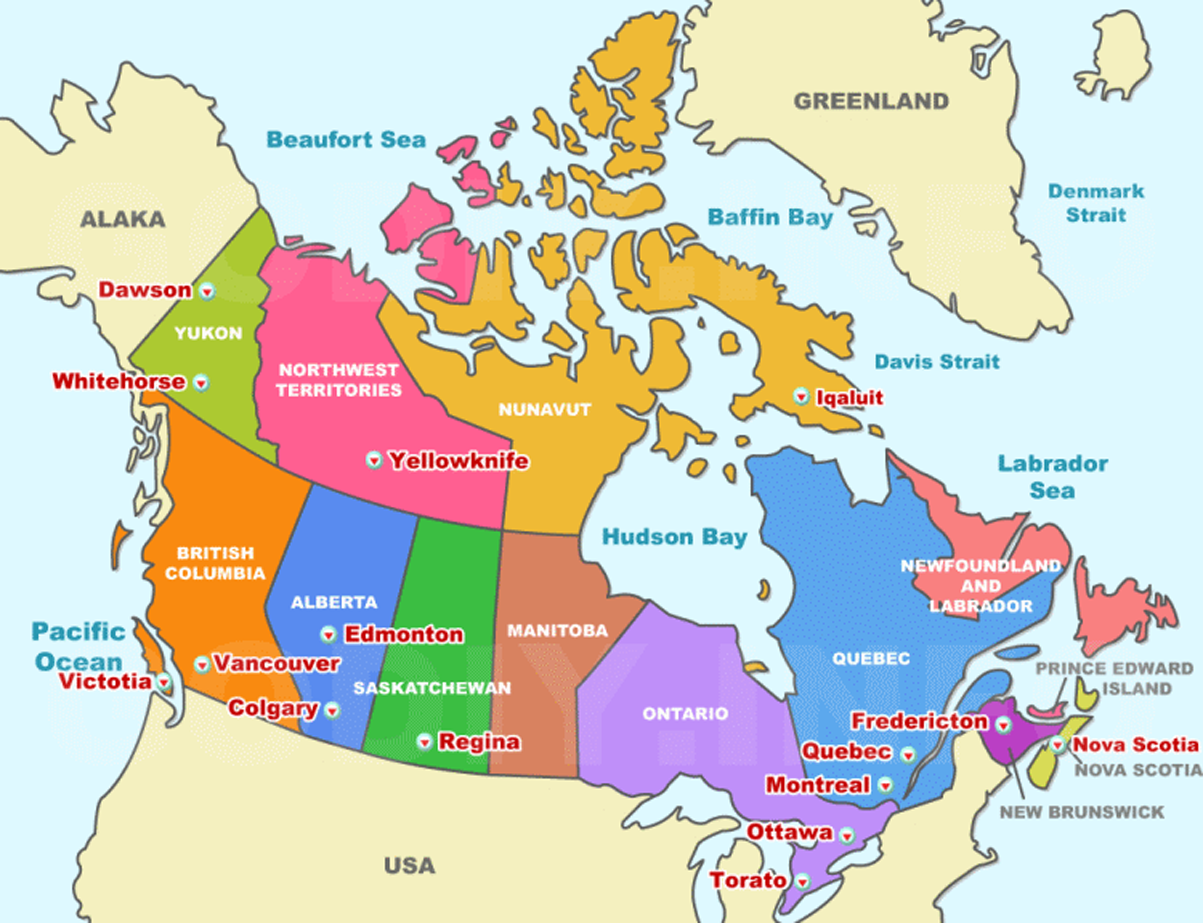 GREENLAND
Beaufort Sea
Denmark
Strait
ALAKA
Baffin Bay
Dawson
YUKON
Davis Strait
NORTHWEST
TERRITORIES
Whitehorse
Iqaluit
NUNAVUT
Yellowknife
Labrador
Sea
Hudson Bay
BRITISH
COLUMBIA
NEWFOUNDLAND
AND
LABRADOR
ALBERTA
Pacific
Ocean
Edmonton
MANITOBA
QUEBEC
Vancouver
PRINCE EDWARD
ISLAND
Victotia
SASKATCHEWAN
Colgary
ONTARIO
Fredericton
Regina
Quebec
Nova Scotia
NOVA SCOTIA
Montreal
NEW BRUNSWICK
Ottawa
USA
Torato